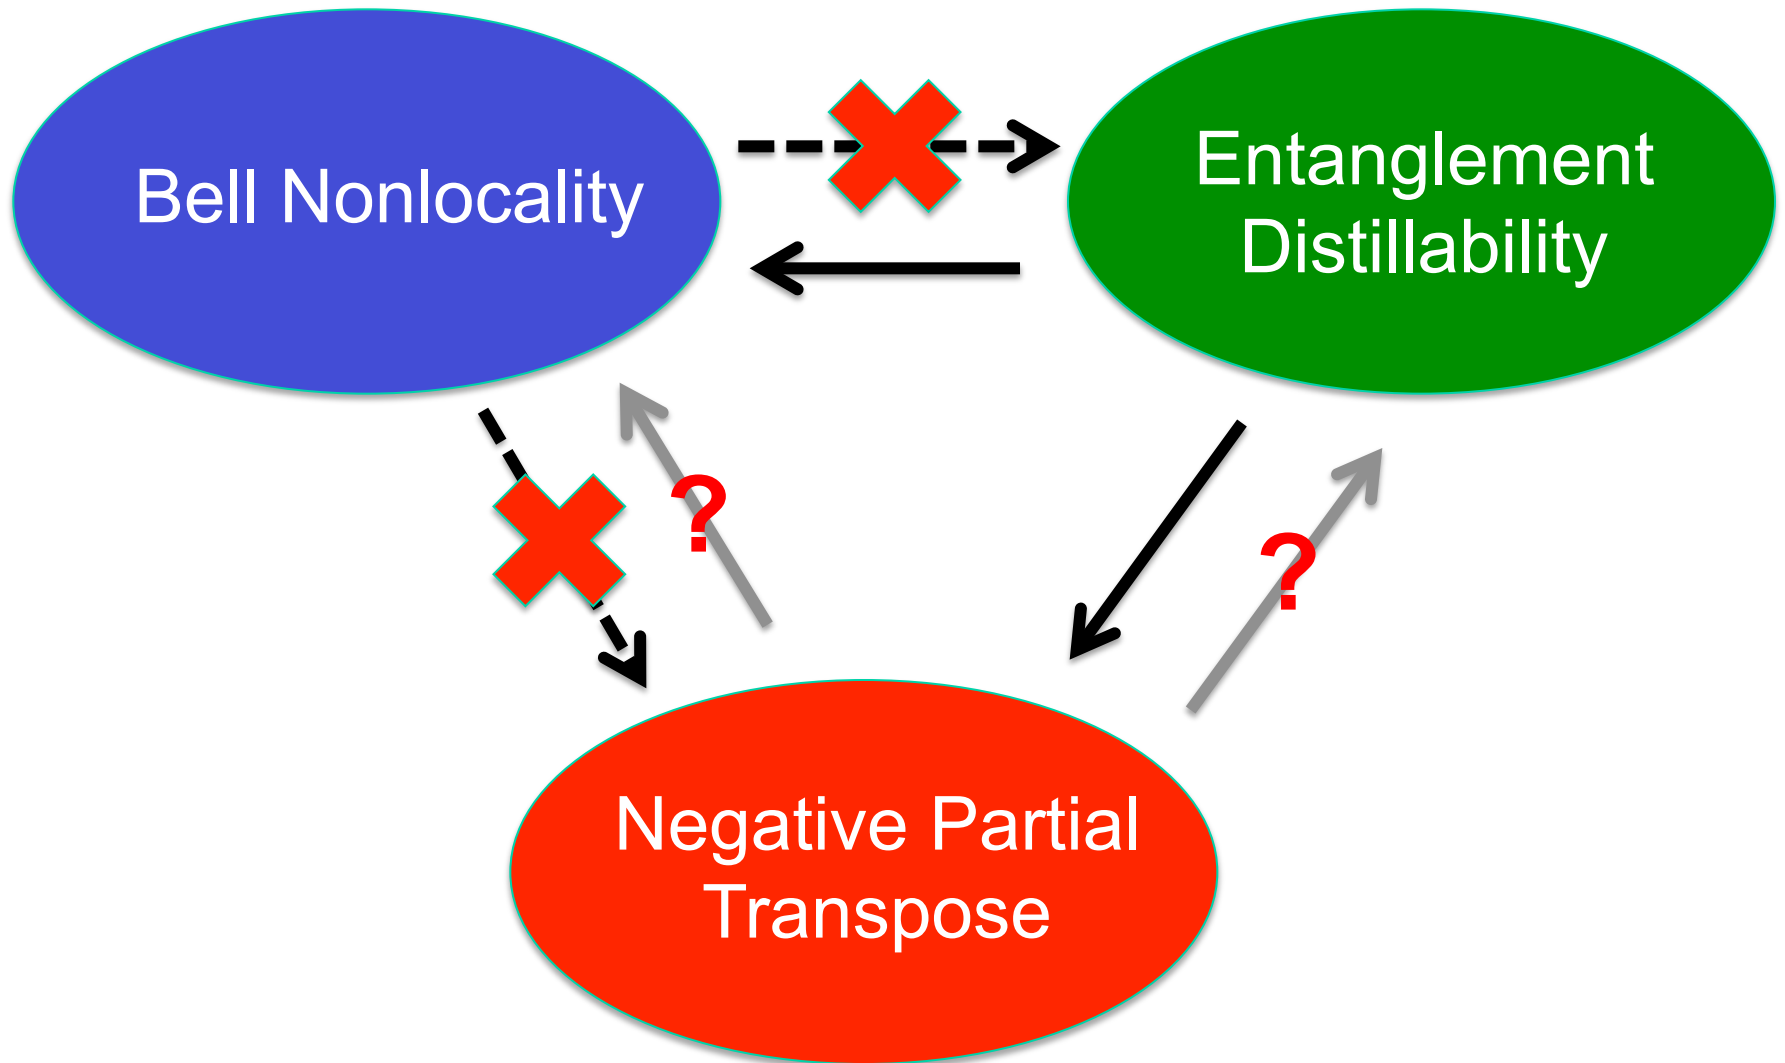 Bell Nonlocality
Entanglement
Distillability
?
?
Negative Partial
Transpose